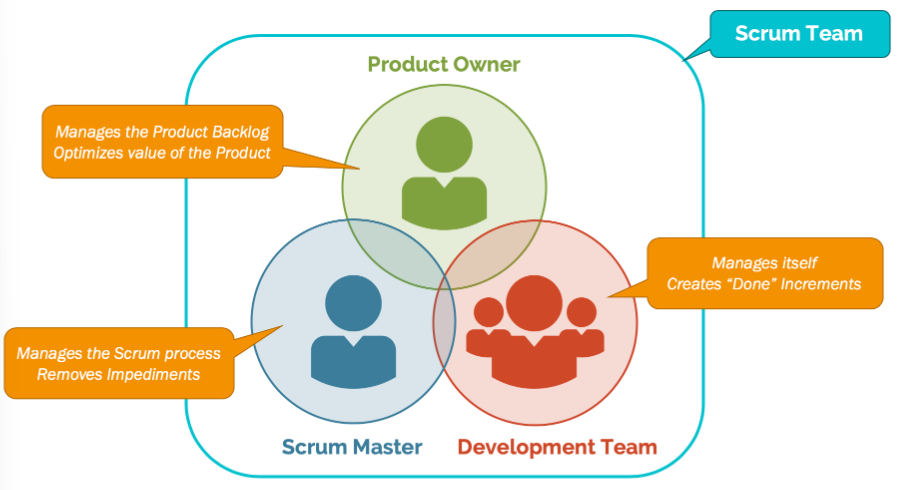 Scrum Team
Product Owner
Manages the Product Backlog
Optimizes value of the Product
Manages itself
Creates “Done” Increments
Manages the Scrum process
Removes Impediments
Scrum Master
Development Team